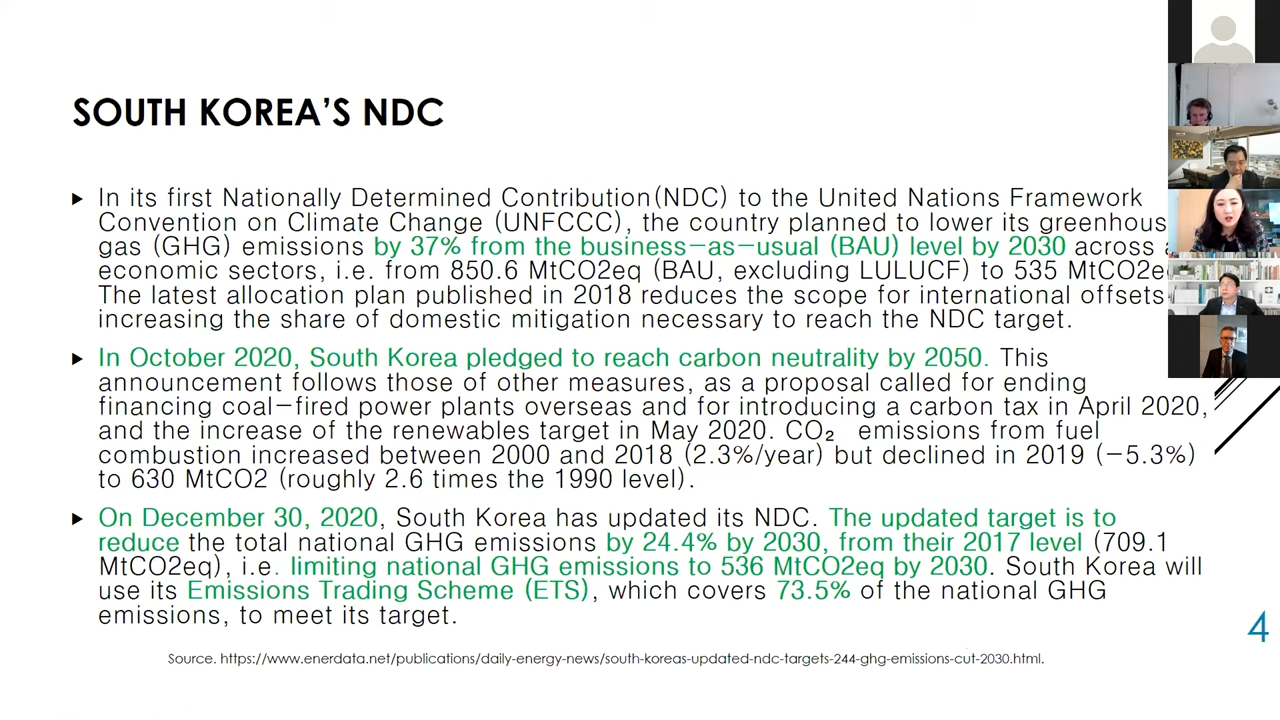 SOUTH KOREA'S NDC
▶ In its first Nationally Determined Contribution(NDC) to the United Nations Framework
Convention on Climate Change (UNFCCC), the country planned to lower its
gas (GHG) emissions by 37% from the business-as-usual (BAU) level by 2030 across
economic sectors, i.e. from 850.6 MtCO2eq (BAU, excluding LULUCF) to 535
The latest allocation plan published in 2018 reduces the scope for international offsets
increasing the share of domestic mitigation necessary to reach the NDC target.
▶ In October 2020, South Korea pledged to reach carbon neutrality by 2050. This
announcement follows those of other measures, as a proposal called for ending
financing coal-fired power plants overseas and for introducing a carbon tax in April 2020,
and the increase of the renewables target in May 2020. CO₂ emissions from fuel
combustion increased between 2000 and 2018 (2.3%/year) but declined in 2019 (-5.3%)
to 630 MtCO2 (roughly 2.6 times the 1990 level).
▶ On December 30, 2020, South Korea has updated its NDC. The updated target is to
reduce the total national GHG emissions by 24.4% by 2030, from their 2017 level (709.1
MtCO2eq), i.e. limiting national GHG emissions to 536 MtCO2eq by 2030. South Korea will
use its Emissions Trading Scheme (ETS), which covers 73.5% of the national GHG
emissions, to meet its target.
4
Source. https://www.enerdata.net/publications/daily-energy-news/south-koreas-updated-ndc-targets-244-ghg-emissions-cut-2030.html.